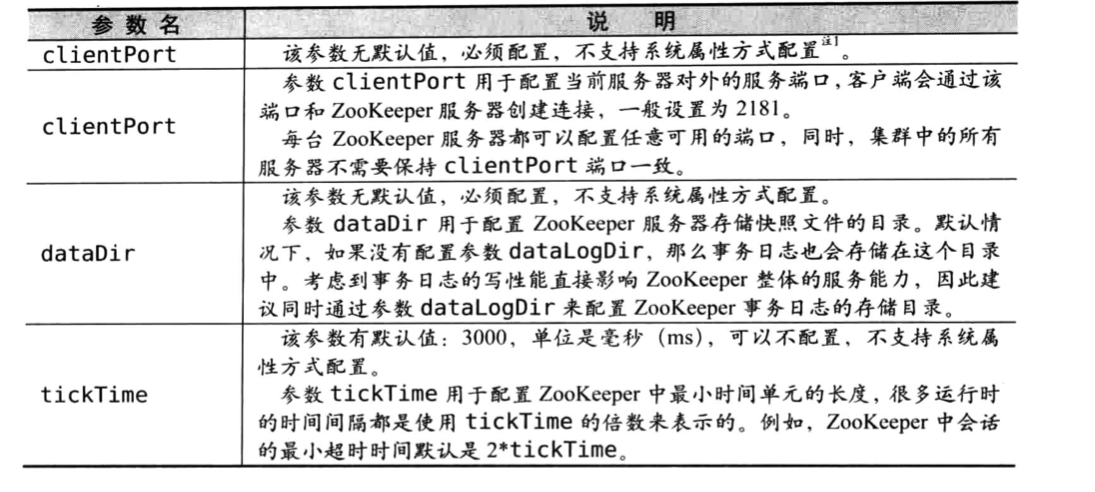 参 数 名 说 明
clientPort 该参数无默认值，必须配置，不支持系统属性方式配置注1。
参数 clientPort 用于配置当前服务器对外的服务端口，客户端会通过该
端口和 ZooKeeper 服务器创建连接，一般设置为 2181。
clientPort
每台 ZooKeeper 服务器都可以配置任意可用的端口，同时，集群中的所有
服务器不需要保持 clientPort 端口一致。
该参数无默认值，必须配置，不支持系统属性方式配置。
参数 dataDir 用于配置 ZooKeeper 服务器存储快照文件的目录。默认情
dataDir 况下，如果没有配置参数 dataLogDir，那么事务日志也会存储在这个目录
中。考虑到事务日志的写性能直接影响 ZooKeeper 整体的服务能力，因此建
议同时通过参数 dataLogDir 来配置 ZooKeeper 事务日志的存储目录。
该参数有默认值：3000，单位是毫秒（ms），可以不配置，不支持系统属
性方式配置。
tickTime 参数 tickTime 用于配置 ZooKeeper 中最小时间单元的长度，很多运行时
的时间间隔都是使用 tickTime 的倍数来表示的。例如，ZooKeeper 中会话
的最小超时时间默认是 2*tickTime。